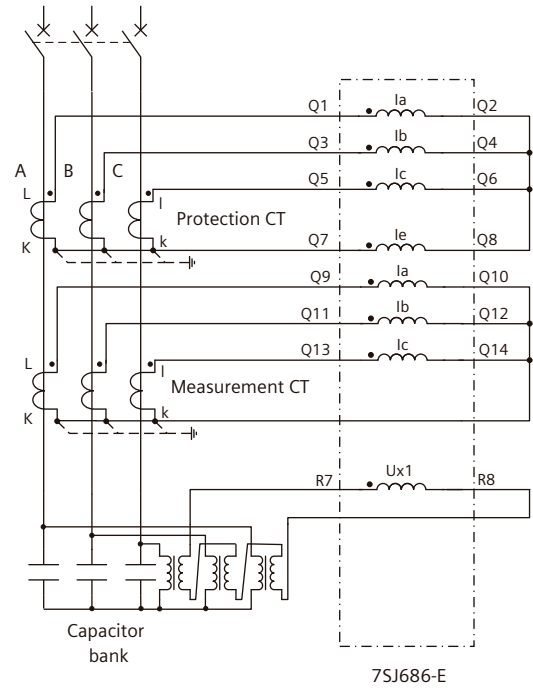 Q1 Ia Q2
Q3 Ib Q4
A B C
L Q5 Ic Q6
l
Protection CT
K k Q7 Ie Q8
Q9 Ia Q10
Q11 Ib Q12
Q13 Ic Q14
L l
Measurement CT
K k
R7 Ux1 R8
Capacitor
bank
7SJ686-E